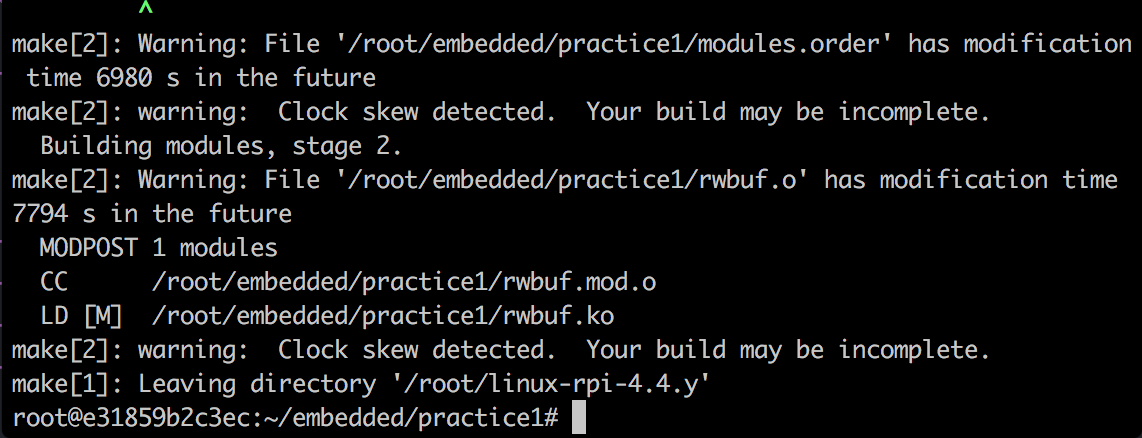 ^
make[2]: Warning: File '/root/embedded/practice1/modules.order' has modification
 time 6980 s in the future
make[2]: warning:  Clock skew detected.  Your build may be incomplete.
  Building modules, stage 2.
make[2]: Warning: File '/root/embedded/practice1/rwbuf.o' has modification time
7794 s in the future
  MODPOST 1 modules
  CC      /root/embedded/practice1/rwbuf.mod.o
  LD [M]  /root/embedded/practice1/rwbuf.ko
make[2]: warning:  Clock skew detected.  Your build may be incomplete.
make[1]: Leaving directory '/root/linux-rpi-4.4.y'
root@e31859b2c3ec:~/embedded/practice1#